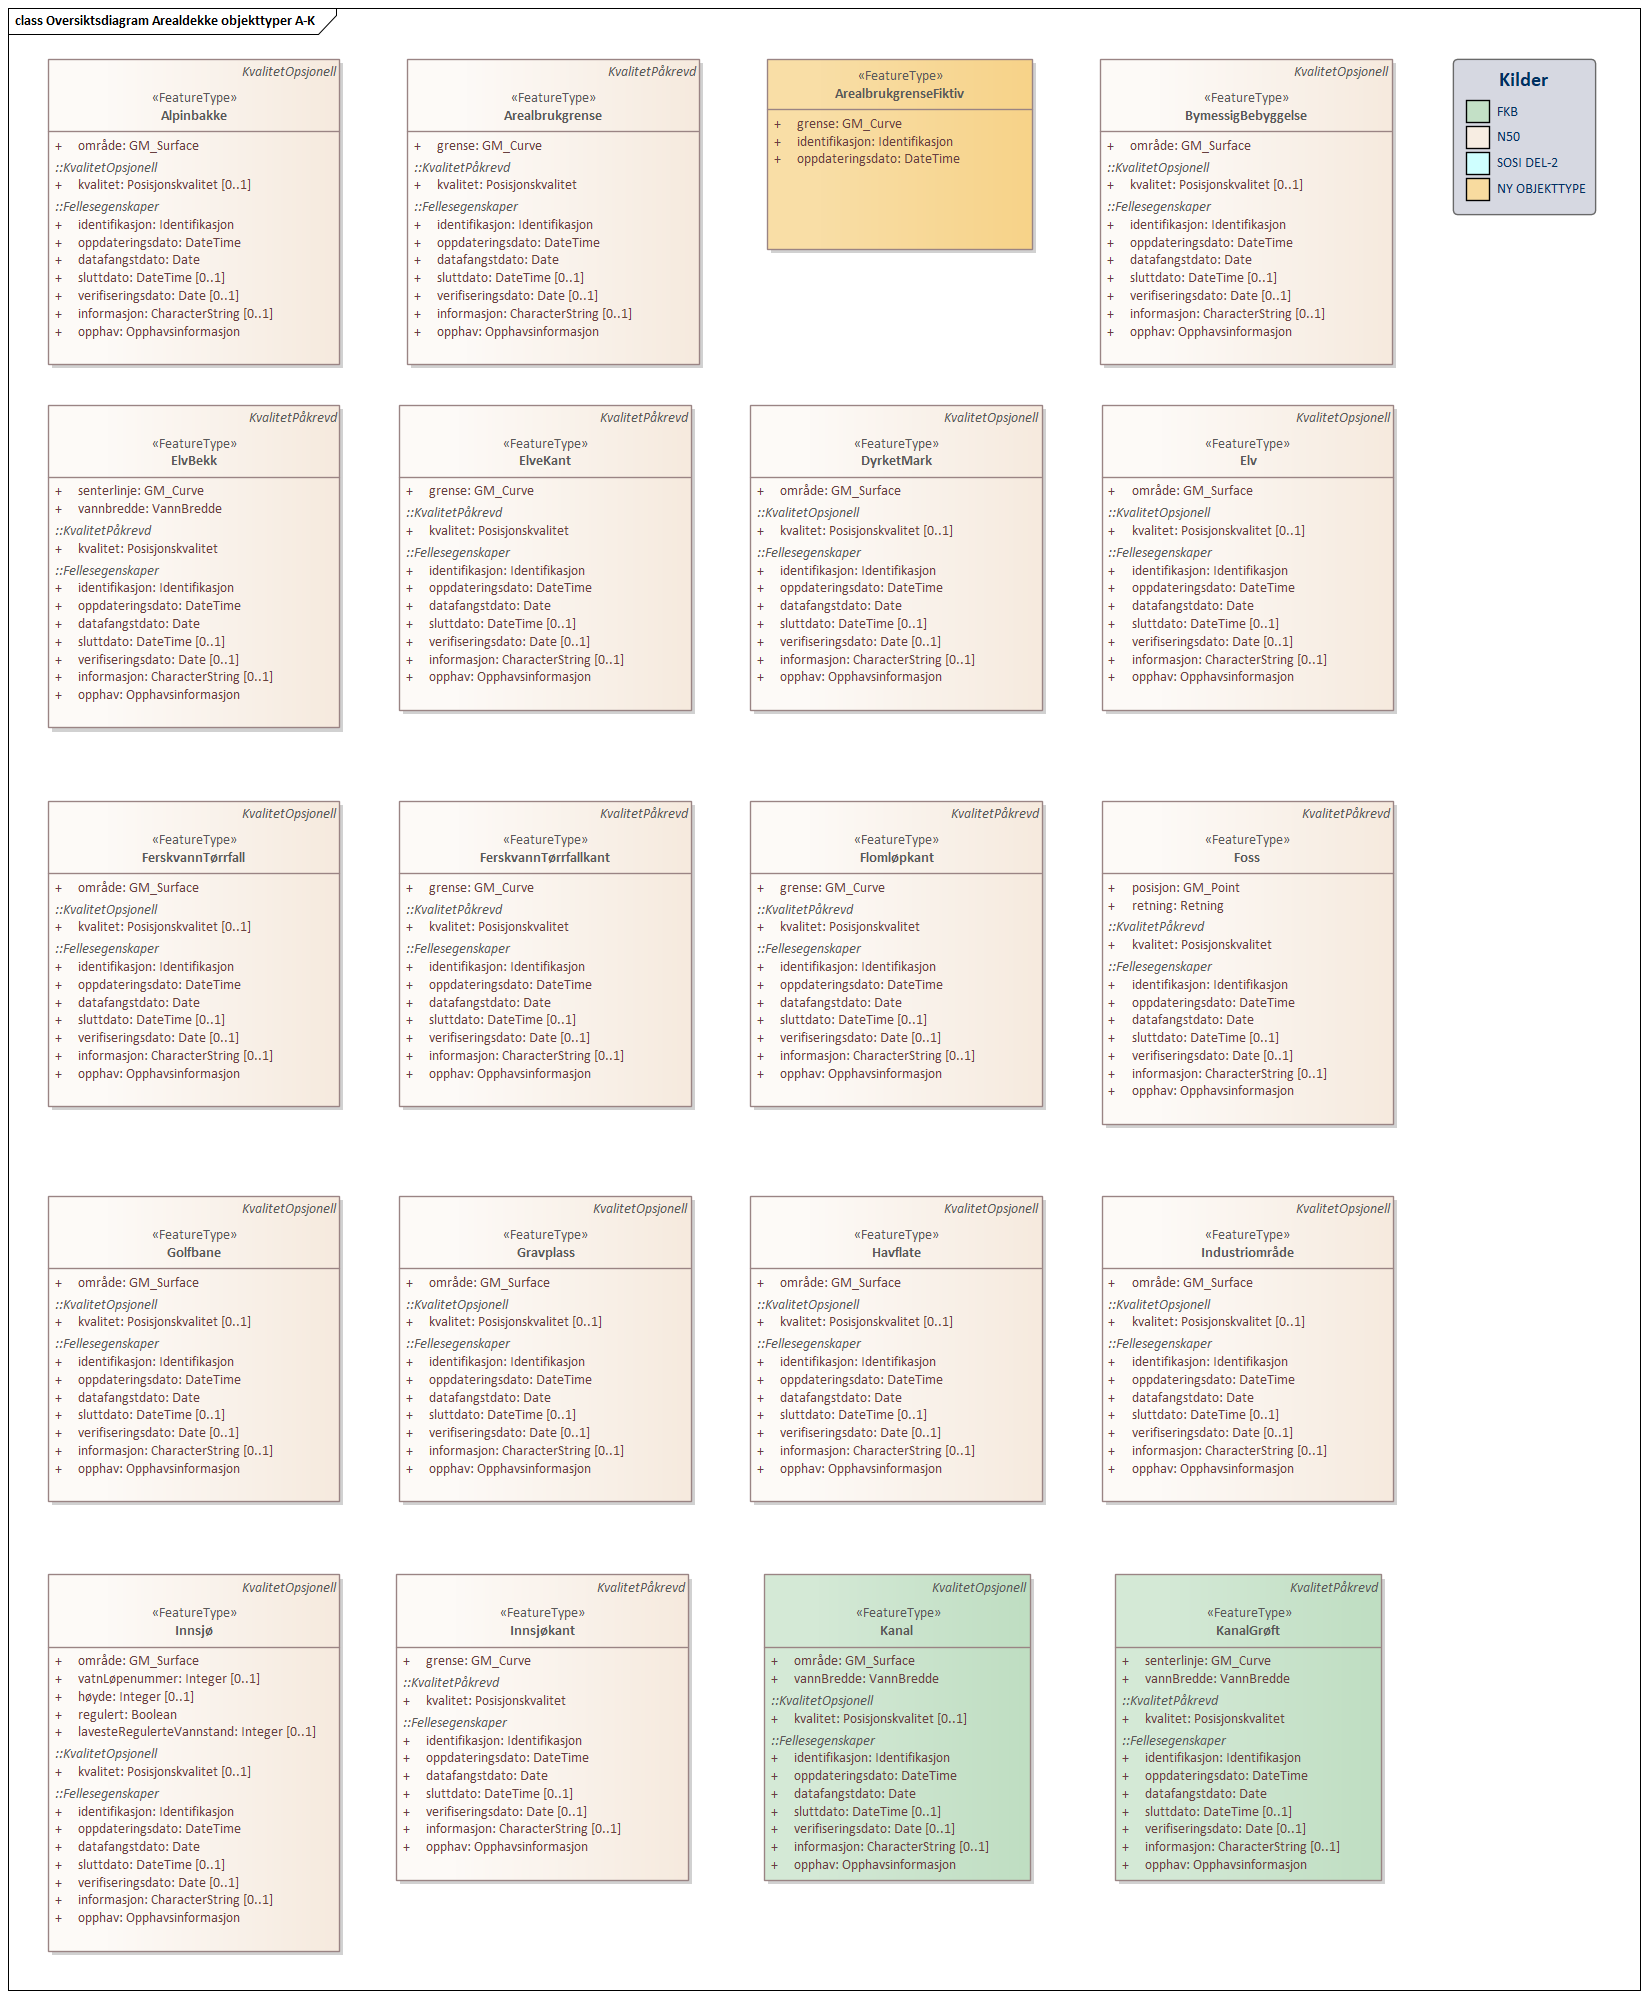 class Oversiktsdiagram Arealdekke objekttyper A-K
KvalitetOpsjonell
«FeatureType»
Alpinbakke
+ område: GM_Surface
::KvalitetOpsjonell
+ kvalitet: Posisjonskvalitet [0..1]
::Fellesegenskaper
+ identifikasjon: Identifikasjon
+ oppdateringsdato: DateTime
+ datafangstdato: Date
+ sluttdato: DateTime [0..1]
+ verifiseringsdato: Date [0..1]
+ informasjon: CharacterString [0..1]
+ opphav: Opphavsinformasjon
KvalitetPåkrevd
«FeatureType»
Arealbrukgrense
+ grense: GM_Curve
::KvalitetPåkrevd
+ kvalitet: Posisjonskvalitet
::Fellesegenskaper
+ identifikasjon: Identifikasjon
+ oppdateringsdato: DateTime
+ datafangstdato: Date
+ sluttdato: DateTime [0..1]
+ verifiseringsdato: Date [0..1]
+ informasjon: CharacterString [0..1]
+ opphav: Opphavsinformasjon
«FeatureType»
ArealbrukgrenseFiktiv
+ grense: GM_Curve
+ identifikasjon: Identifikasjon
+ oppdateringsdato: DateTime
KvalitetOpsjonell
«FeatureType»
BymessigBebyggelse
+ område: GM_Surface
::KvalitetOpsjonell
+ kvalitet: Posisjonskvalitet [0..1]
::Fellesegenskaper
+ identifikasjon: Identifikasjon
+ oppdateringsdato: DateTime
+ datafangstdato: Date
+ sluttdato: DateTime [0..1]
+ verifiseringsdato: Date [0..1]
+ informasjon: CharacterString [0..1]
+ opphav: Opphavsinformasjon
Kilder
FKB
N50
SOSI DEL-2
NY OBJEKTTYPE
KvalitetPåkrevd
«FeatureType»
ElvBekk
+ senterlinje: GM_Curve
+ vannbredde: VannBredde
::KvalitetPåkrevd
+ kvalitet: Posisjonskvalitet
::Fellesegenskaper
+ identifikasjon: Identifikasjon
+ oppdateringsdato: DateTime
+ datafangstdato: Date
+ sluttdato: DateTime [0..1]
+ verifiseringsdato: Date [0..1]
+ informasjon: CharacterString [0..1]
+ opphav: Opphavsinformasjon
KvalitetPåkrevd
«FeatureType»
ElveKant
+ grense: GM_Curve
::KvalitetPåkrevd
+ kvalitet: Posisjonskvalitet
::Fellesegenskaper
+ identifikasjon: Identifikasjon
+ oppdateringsdato: DateTime
+ datafangstdato: Date
+ sluttdato: DateTime [0..1]
+ verifiseringsdato: Date [0..1]
+ informasjon: CharacterString [0..1]
+ opphav: Opphavsinformasjon
KvalitetOpsjonell
«FeatureType»
DyrketMark
+ område: GM_Surface
::KvalitetOpsjonell
+ kvalitet: Posisjonskvalitet [0..1]
::Fellesegenskaper
+ identifikasjon: Identifikasjon
+ oppdateringsdato: DateTime
+ datafangstdato: Date
+ sluttdato: DateTime [0..1]
+ verifiseringsdato: Date [0..1]
+ informasjon: CharacterString [0..1]
+ opphav: Opphavsinformasjon
KvalitetOpsjonell
«FeatureType»
Elv
+ område: GM_Surface
::KvalitetOpsjonell
+ kvalitet: Posisjonskvalitet [0..1]
::Fellesegenskaper
+ identifikasjon: Identifikasjon
+ oppdateringsdato: DateTime
+ datafangstdato: Date
+ sluttdato: DateTime [0..1]
+ verifiseringsdato: Date [0..1]
+ informasjon: CharacterString [0..1]
+ opphav: Opphavsinformasjon
KvalitetOpsjonell
«FeatureType»
FerskvannTørrfall
+ område: GM_Surface
::KvalitetOpsjonell
+ kvalitet: Posisjonskvalitet [0..1]
::Fellesegenskaper
+ identifikasjon: Identifikasjon
+ oppdateringsdato: DateTime
+ datafangstdato: Date
+ sluttdato: DateTime [0..1]
+ verifiseringsdato: Date [0..1]
+ informasjon: CharacterString [0..1]
+ opphav: Opphavsinformasjon
KvalitetPåkrevd
«FeatureType»
FerskvannTørrfallkant
+ grense: GM_Curve
::KvalitetPåkrevd
+ kvalitet: Posisjonskvalitet
::Fellesegenskaper
+ identifikasjon: Identifikasjon
+ oppdateringsdato: DateTime
+ datafangstdato: Date
+ sluttdato: DateTime [0..1]
+ verifiseringsdato: Date [0..1]
+ informasjon: CharacterString [0..1]
+ opphav: Opphavsinformasjon
KvalitetPåkrevd
«FeatureType»
Flomløpkant
+ grense: GM_Curve
::KvalitetPåkrevd
+ kvalitet: Posisjonskvalitet
::Fellesegenskaper
+ identifikasjon: Identifikasjon
+ oppdateringsdato: DateTime
+ datafangstdato: Date
+ sluttdato: DateTime [0..1]
+ verifiseringsdato: Date [0..1]
+ informasjon: CharacterString [0..1]
+ opphav: Opphavsinformasjon
KvalitetPåkrevd
«FeatureType»
Foss
+ posisjon: GM_Point
+ retning: Retning
::KvalitetPåkrevd
+ kvalitet: Posisjonskvalitet
::Fellesegenskaper
+ identifikasjon: Identifikasjon
+ oppdateringsdato: DateTime
+ datafangstdato: Date
+ sluttdato: DateTime [0..1]
+ verifiseringsdato: Date [0..1]
+ informasjon: CharacterString [0..1]
+ opphav: Opphavsinformasjon
KvalitetOpsjonell
«FeatureType»
Golfbane
+ område: GM_Surface
::KvalitetOpsjonell
+ kvalitet: Posisjonskvalitet [0..1]
::Fellesegenskaper
+ identifikasjon: Identifikasjon
+ oppdateringsdato: DateTime
+ datafangstdato: Date
+ sluttdato: DateTime [0..1]
+ verifiseringsdato: Date [0..1]
+ informasjon: CharacterString [0..1]
+ opphav: Opphavsinformasjon
KvalitetOpsjonell
«FeatureType»
Gravplass
+ område: GM_Surface
::KvalitetOpsjonell
+ kvalitet: Posisjonskvalitet [0..1]
::Fellesegenskaper
+ identifikasjon: Identifikasjon
+ oppdateringsdato: DateTime
+ datafangstdato: Date
+ sluttdato: DateTime [0..1]
+ verifiseringsdato: Date [0..1]
+ informasjon: CharacterString [0..1]
+ opphav: Opphavsinformasjon
KvalitetOpsjonell
«FeatureType»
Havflate
+ område: GM_Surface
::KvalitetOpsjonell
+ kvalitet: Posisjonskvalitet [0..1]
::Fellesegenskaper
+ identifikasjon: Identifikasjon
+ oppdateringsdato: DateTime
+ datafangstdato: Date
+ sluttdato: DateTime [0..1]
+ verifiseringsdato: Date [0..1]
+ informasjon: CharacterString [0..1]
+ opphav: Opphavsinformasjon
KvalitetOpsjonell
«FeatureType»
Industriområde
+ område: GM_Surface
::KvalitetOpsjonell
+ kvalitet: Posisjonskvalitet [0..1]
::Fellesegenskaper
+ identifikasjon: Identifikasjon
+ oppdateringsdato: DateTime
+ datafangstdato: Date
+ sluttdato: DateTime [0..1]
+ verifiseringsdato: Date [0..1]
+ informasjon: CharacterString [0..1]
+ opphav: Opphavsinformasjon
KvalitetOpsjonell
«FeatureType»
Innsjø
+ område: GM_Surface
+ vatnLøpenummer: Integer [0..1]
+ høyde: Integer [0..1]
+ regulert: Boolean
+ lavesteRegulerteVannstand: Integer [0..1]
::KvalitetOpsjonell
+ kvalitet: Posisjonskvalitet [0..1]
::Fellesegenskaper
+ identifikasjon: Identifikasjon
+ oppdateringsdato: DateTime
+ datafangstdato: Date
+ sluttdato: DateTime [0..1]
+ verifiseringsdato: Date [0..1]
+ informasjon: CharacterString [0..1]
+ opphav: Opphavsinformasjon
KvalitetPåkrevd
«FeatureType»
Innsjøkant
+ grense: GM_Curve
::KvalitetPåkrevd
+ kvalitet: Posisjonskvalitet
::Fellesegenskaper
+ identifikasjon: Identifikasjon
+ oppdateringsdato: DateTime
+ datafangstdato: Date
+ sluttdato: DateTime [0..1]
+ verifiseringsdato: Date [0..1]
+ informasjon: CharacterString [0..1]
+ opphav: Opphavsinformasjon
KvalitetOpsjonell
«FeatureType»
Kanal
+ område: GM_Surface
+ vannBredde: VannBredde
::KvalitetOpsjonell
+ kvalitet: Posisjonskvalitet [0..1]
::Fellesegenskaper
+ identifikasjon: Identifikasjon
+ oppdateringsdato: DateTime
+ datafangstdato: Date
+ sluttdato: DateTime [0..1]
+ verifiseringsdato: Date [0..1]
+ informasjon: CharacterString [0..1]
+ opphav: Opphavsinformasjon
KvalitetPåkrevd
«FeatureType»
KanalGrøft
+ senterlinje: GM_Curve
+ vannBredde: VannBredde
::KvalitetPåkrevd
+ kvalitet: Posisjonskvalitet
::Fellesegenskaper
+ identifikasjon: Identifikasjon
+ oppdateringsdato: DateTime
+ datafangstdato: Date
+ sluttdato: DateTime [0..1]
+ verifiseringsdato: Date [0..1]
+ informasjon: CharacterString [0..1]
+ opphav: Opphavsinformasjon